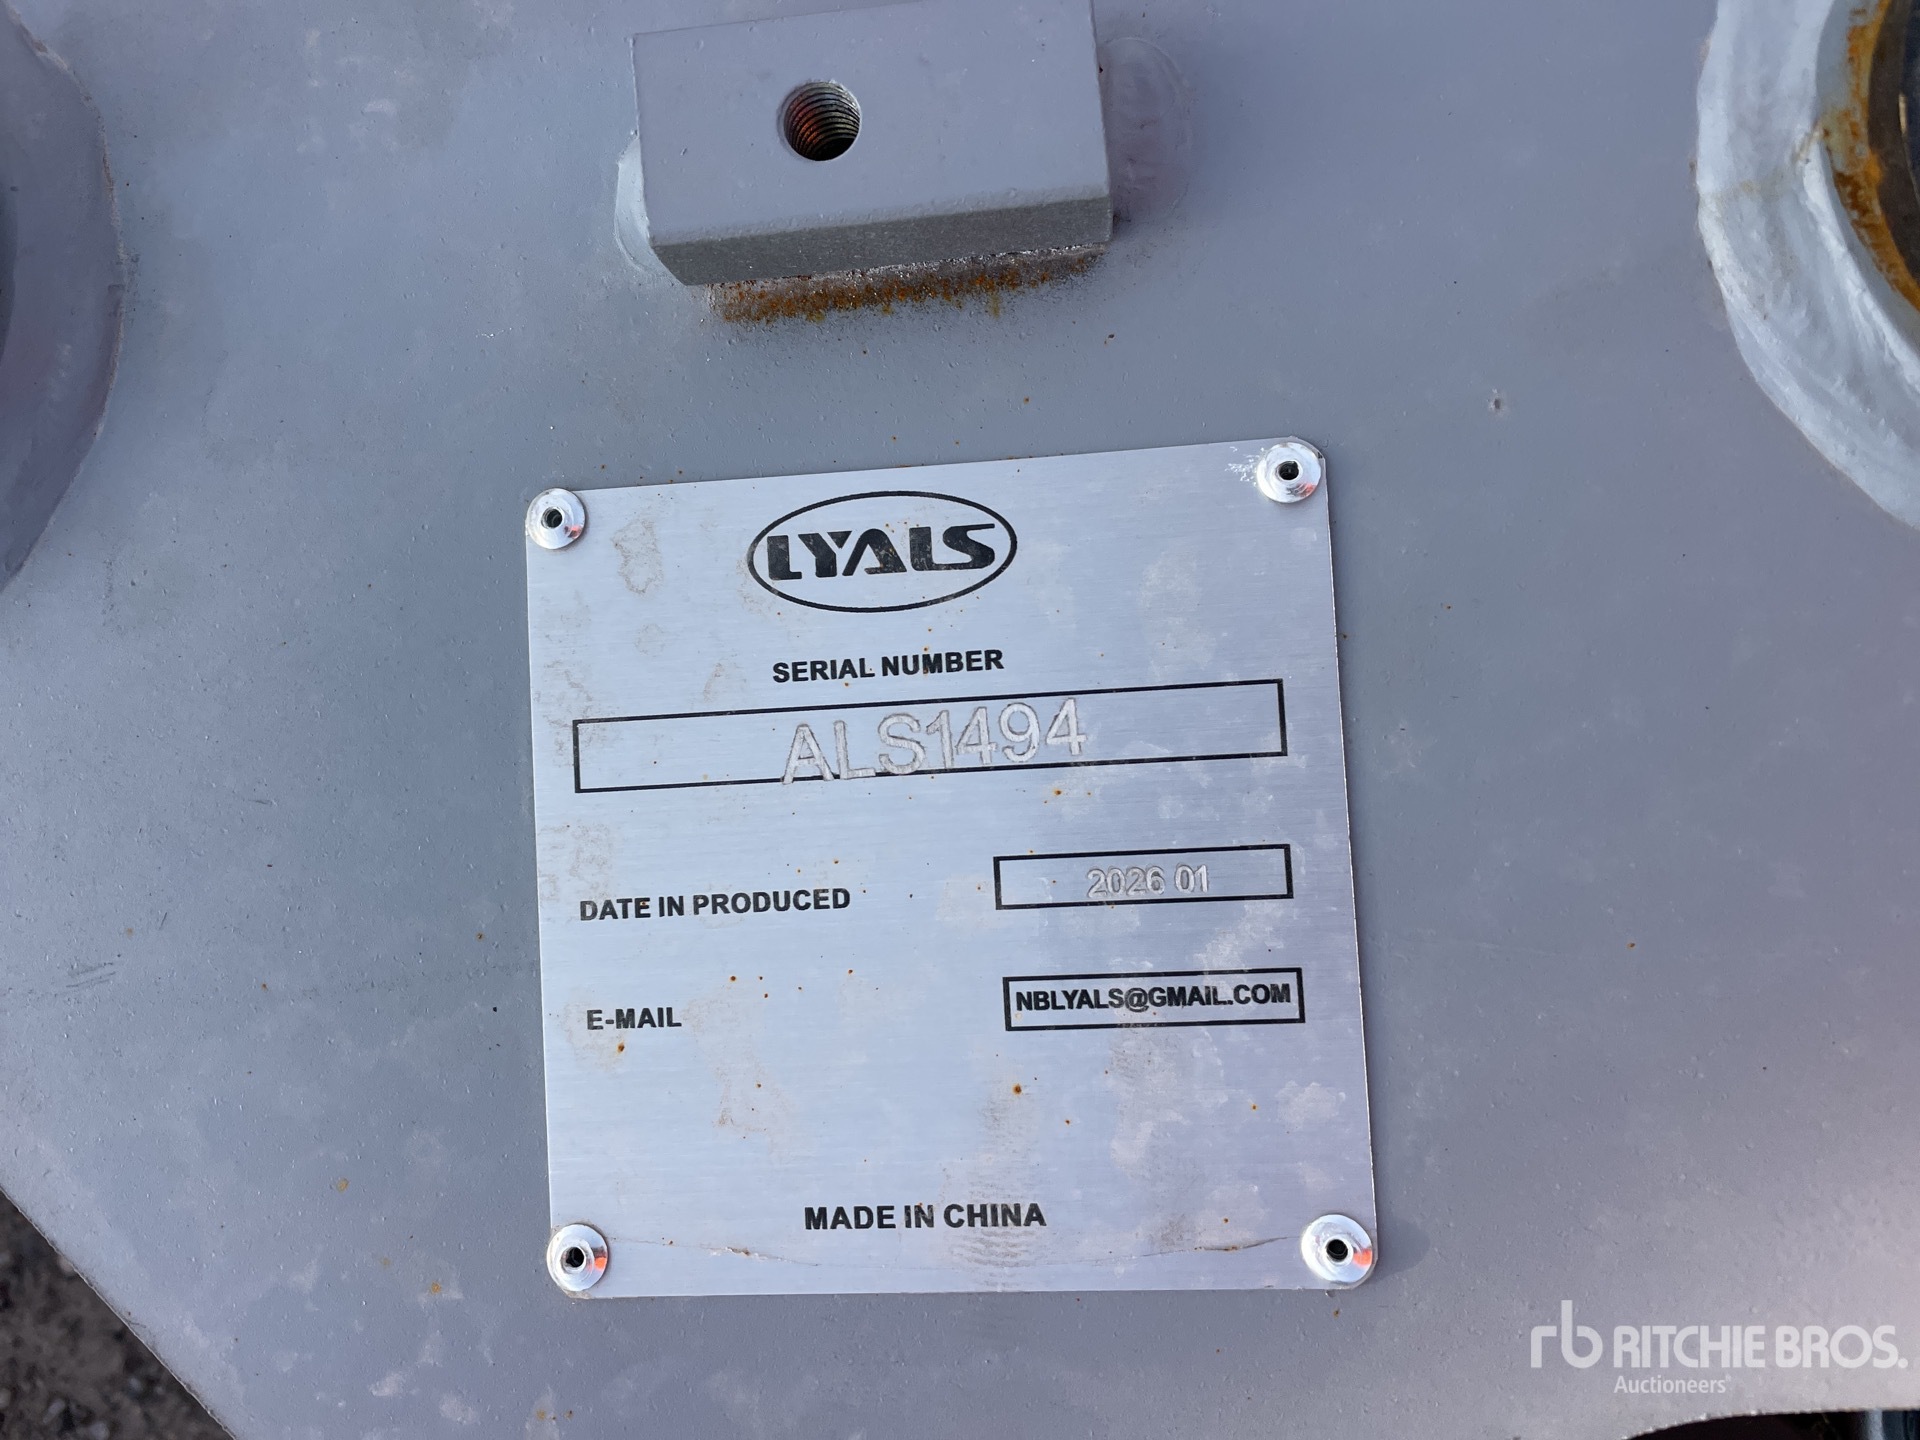 LYALS
SERIAL NUMBER
ALS1494
DATE IN PRODUCED 2026 01
E-MAIL NBLYALS@GMAIL.COM
MADE IN CHINA
rb RITCHIE BROS.
Auctioneers